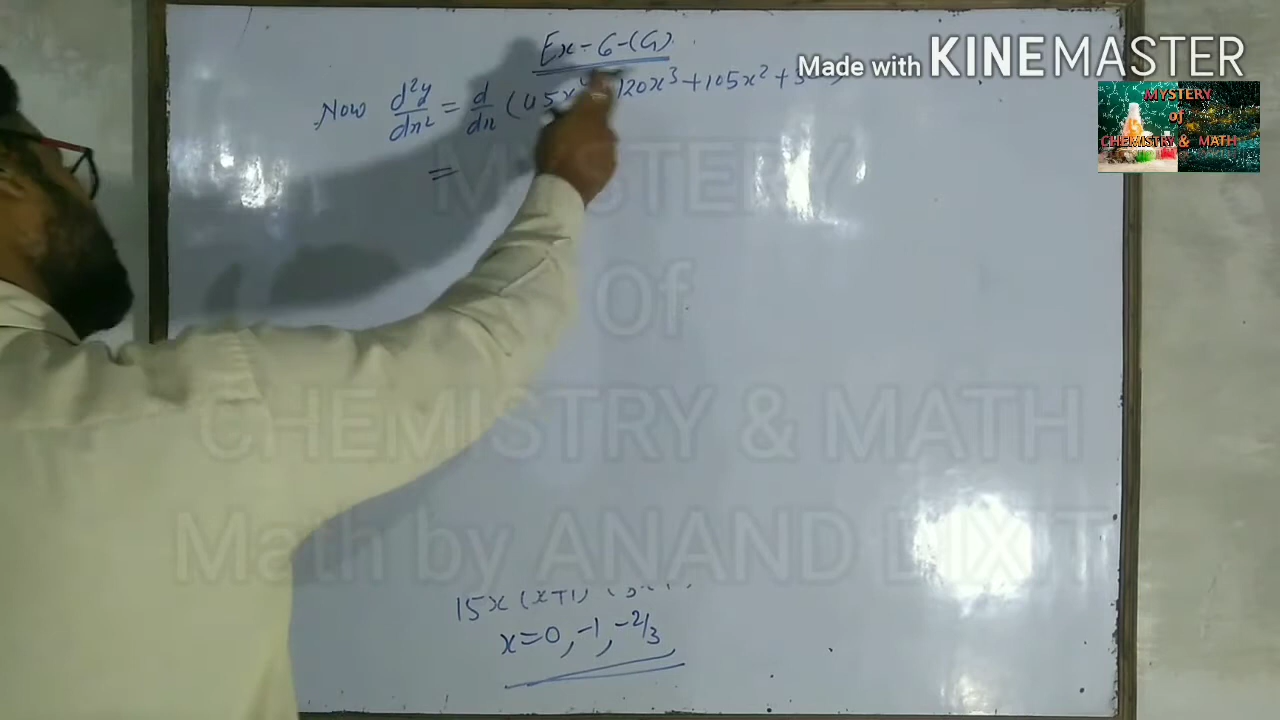 Ex-6-(G)
Made with KINEMASTER
Now d²y/dx² = d/dx (45x⁴ 120x³ + 105x² +
=
MYSTERY
of
CHEMISTRY & MATH
MYSTERY
Of
CHEMISTRY & MATH
Math by ANAND DIXIT
15x (x+1)
x=0, -1, -2/3